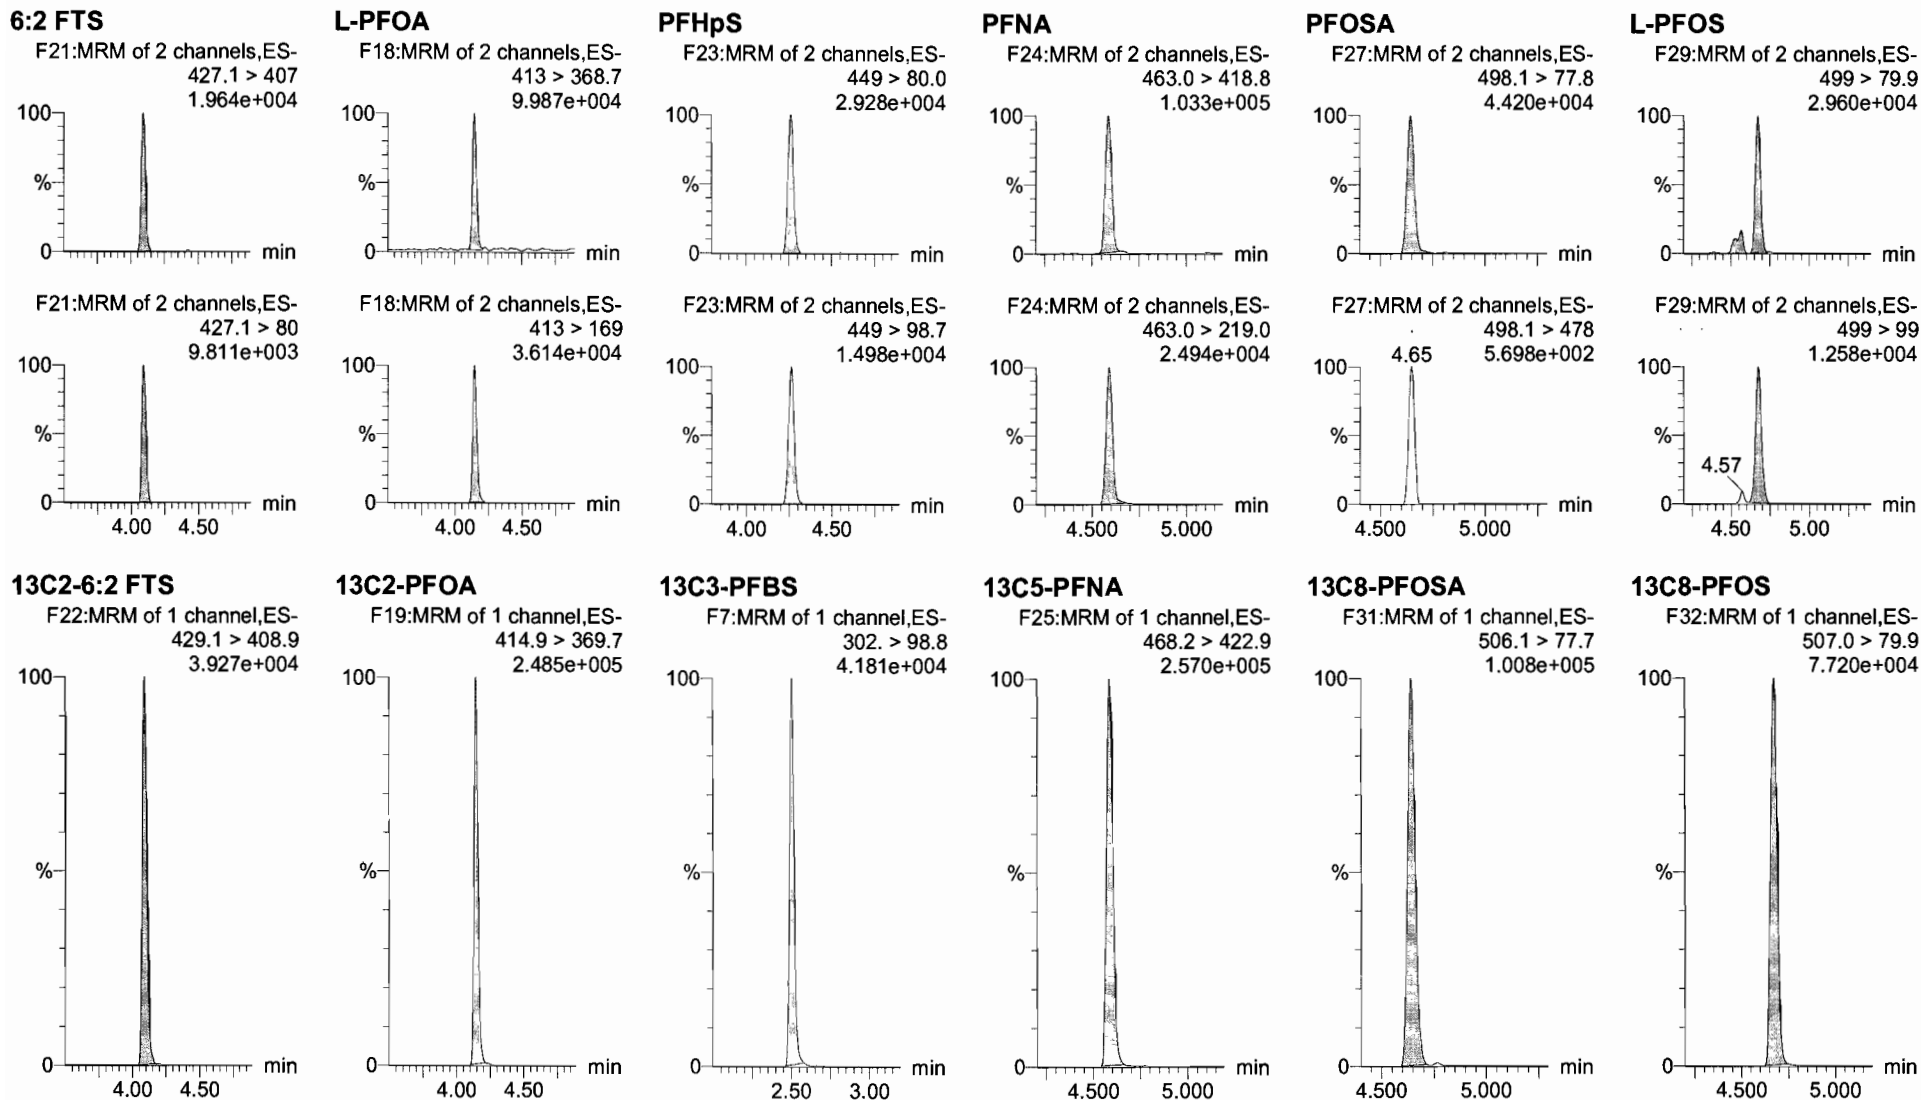 6:2 FTS
F21:MRM of 2 channels,ES-
427.1 > 407
1.964e+004
100
%
0
min
F21:MRM of 2 channels,ES-
427.1 > 80
9.811e+003
100
%
0
min
4.00 4.50
L-PFOA
F18:MRM of 2 channels,ES-
413 > 368.7
9.987e+004
100
%
0
min
F18:MRM of 2 channels,ES-
413 > 169
3.614e+004
100
%
0
min
4.00 4.50
PFHpS
F23:MRM of 2 channels,ES-
449 > 80.0
2.928e+004
100
%
0
min
F23:MRM of 2 channels,ES-
449 > 98.7
1.498e+004
100
%
0
min
4.00 4.50
PFNA
F24:MRM of 2 channels,ES-
463.0 > 418.8
1.033e+005
100
%
0
min
F24:MRM of 2 channels,ES-
463.0 > 219.0
2.494e+004
100
%
0
min
4.500 5.000
PFOSA
F27:MRM of 2 channels,ES-
498.1 > 77.8
4.420e+004
100
%
0
min
F27:MRM of 2 channels,ES-
498.1 > 478
4.65 5.698e+002
100
%
0
min
4.500 5.000
L-PFOS
F29:MRM of 2 channels,ES-
499 > 79.9
2.960e+004
100
%
0
min
F29:MRM of 2 channels,ES-
499 > 99
1.258e+004
100
%
4.57
0
min
4.50 5.00
13C2-6:2 FTS
F22:MRM of 1 channel,ES-
429.1 > 408.9
3.927e+004
100
%
0
min
4.00 4.50
13C2-PFOA
F19:MRM of 1 channel,ES-
414.9 > 369.7
2.485e+005
100
%
0
min
4.00 4.50
13C3-PFBS
F7:MRM of 1 channel,ES-
302. > 98.8
4.181e+004
100
%
0
min
2.50 3.00
13C5-PFNA
F25:MRM of 1 channel,ES-
468.2 > 422.9
2.570e+005
100
%
0
min
4.500 5.000
13C8-PFOSA
F31:MRM of 1 channel,ES-
506.1 > 77.7
1.008e+005
100
%
0
min
4.500 5.000
13C8-PFOS
F32:MRM of 1 channel,ES-
507.0 > 79.9
7.720e+004
100
%
0
min
4.500 5.000